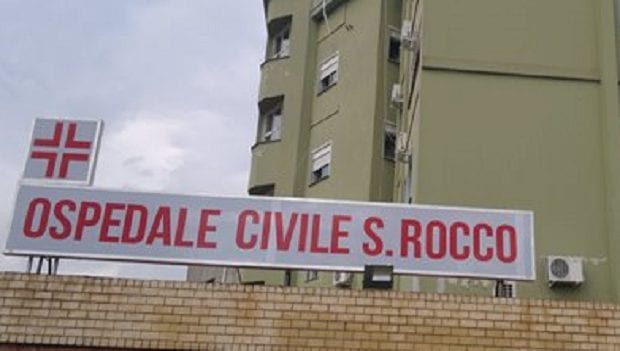 OSPEDALE CIVILE S. ROCCO